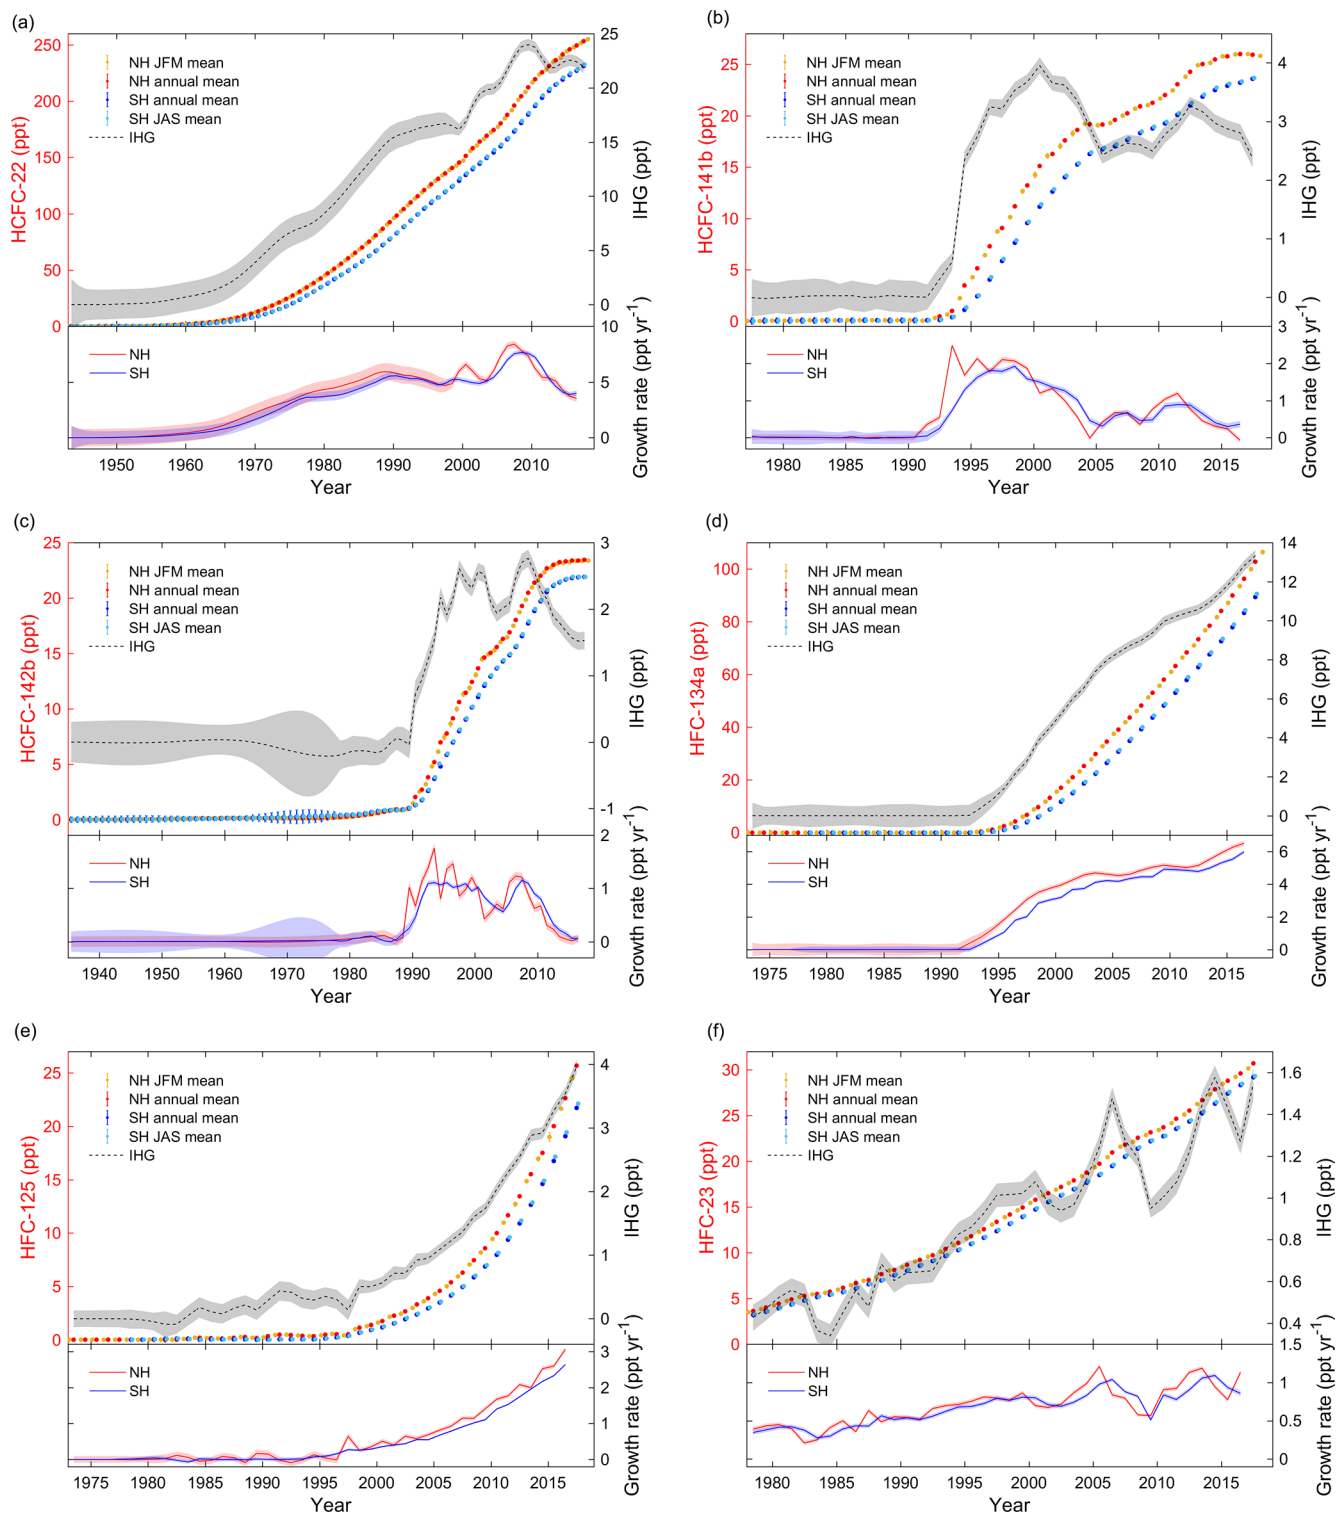 (a)
HCFC-22 (ppt)
250
200
150
100
50
0
NH JFM mean
NH annual mean
SH annual mean
SH JAS mean
IHG
25
20
15
10
5
0
IHG (ppt)
NH
SH
10
5
0
Growth rate (ppt yr⁻¹)
1950 1960 1970 1980 1990 2000 2010
Year
(b)
HCFC-141b (ppt)
25
20
15
10
5
0
NH JFM mean
NH annual mean
SH annual mean
SH JAS mean
IHG
4
3
2
1
0
IHG (ppt)
NH
SH
3
2
1
0
Growth rate (ppt yr⁻¹)
1980 1985 1990 1995 2000 2005 2010 2015
Year
(c)
HCFC-142b (ppt)
25
20
15
10
5
0
NH JFM mean
NH annual mean
SH annual mean
SH JAS mean
IHG
3
2
1
0
-1
IHG (ppt)
NH
SH
2
1
0
Growth rate (ppt yr⁻¹)
1940 1950 1960 1970 1980 1990 2000 2010
Year
(d)
HFC-134a (ppt)
100
80
60
40
20
0
NH JFM mean
NH annual mean
SH annual mean
SH JAS mean
IHG
14
12
10
8
6
4
2
0
IHG (ppt)
NH
SH
6
4
2
0
Growth rate (ppt yr⁻¹)
1975 1980 1985 1990 1995 2000 2005 2010 2015
Year
(e)
HFC-125 (ppt)
25
20
15
10
5
0
NH JFM mean
NH annual mean
SH annual mean
SH JAS mean
IHG
4
3
2
1
0
IHG (ppt)
NH
SH
3
2
1
0
Growth rate (ppt yr⁻¹)
1975 1980 1985 1990 1995 2000 2005 2010 2015
Year
(f)
HFC-23 (ppt)
30
25
20
15
10
5
0
NH JFM mean
NH annual mean
SH annual mean
SH JAS mean
IHG
1.6
1.4
1.2
1
0.8
0.6
0.4
IHG (ppt)
NH
SH
1.5
1
0.5
0
Growth rate (ppt yr⁻¹)
1980 1985 1990 1995 2000 2005 2010 2015
Year